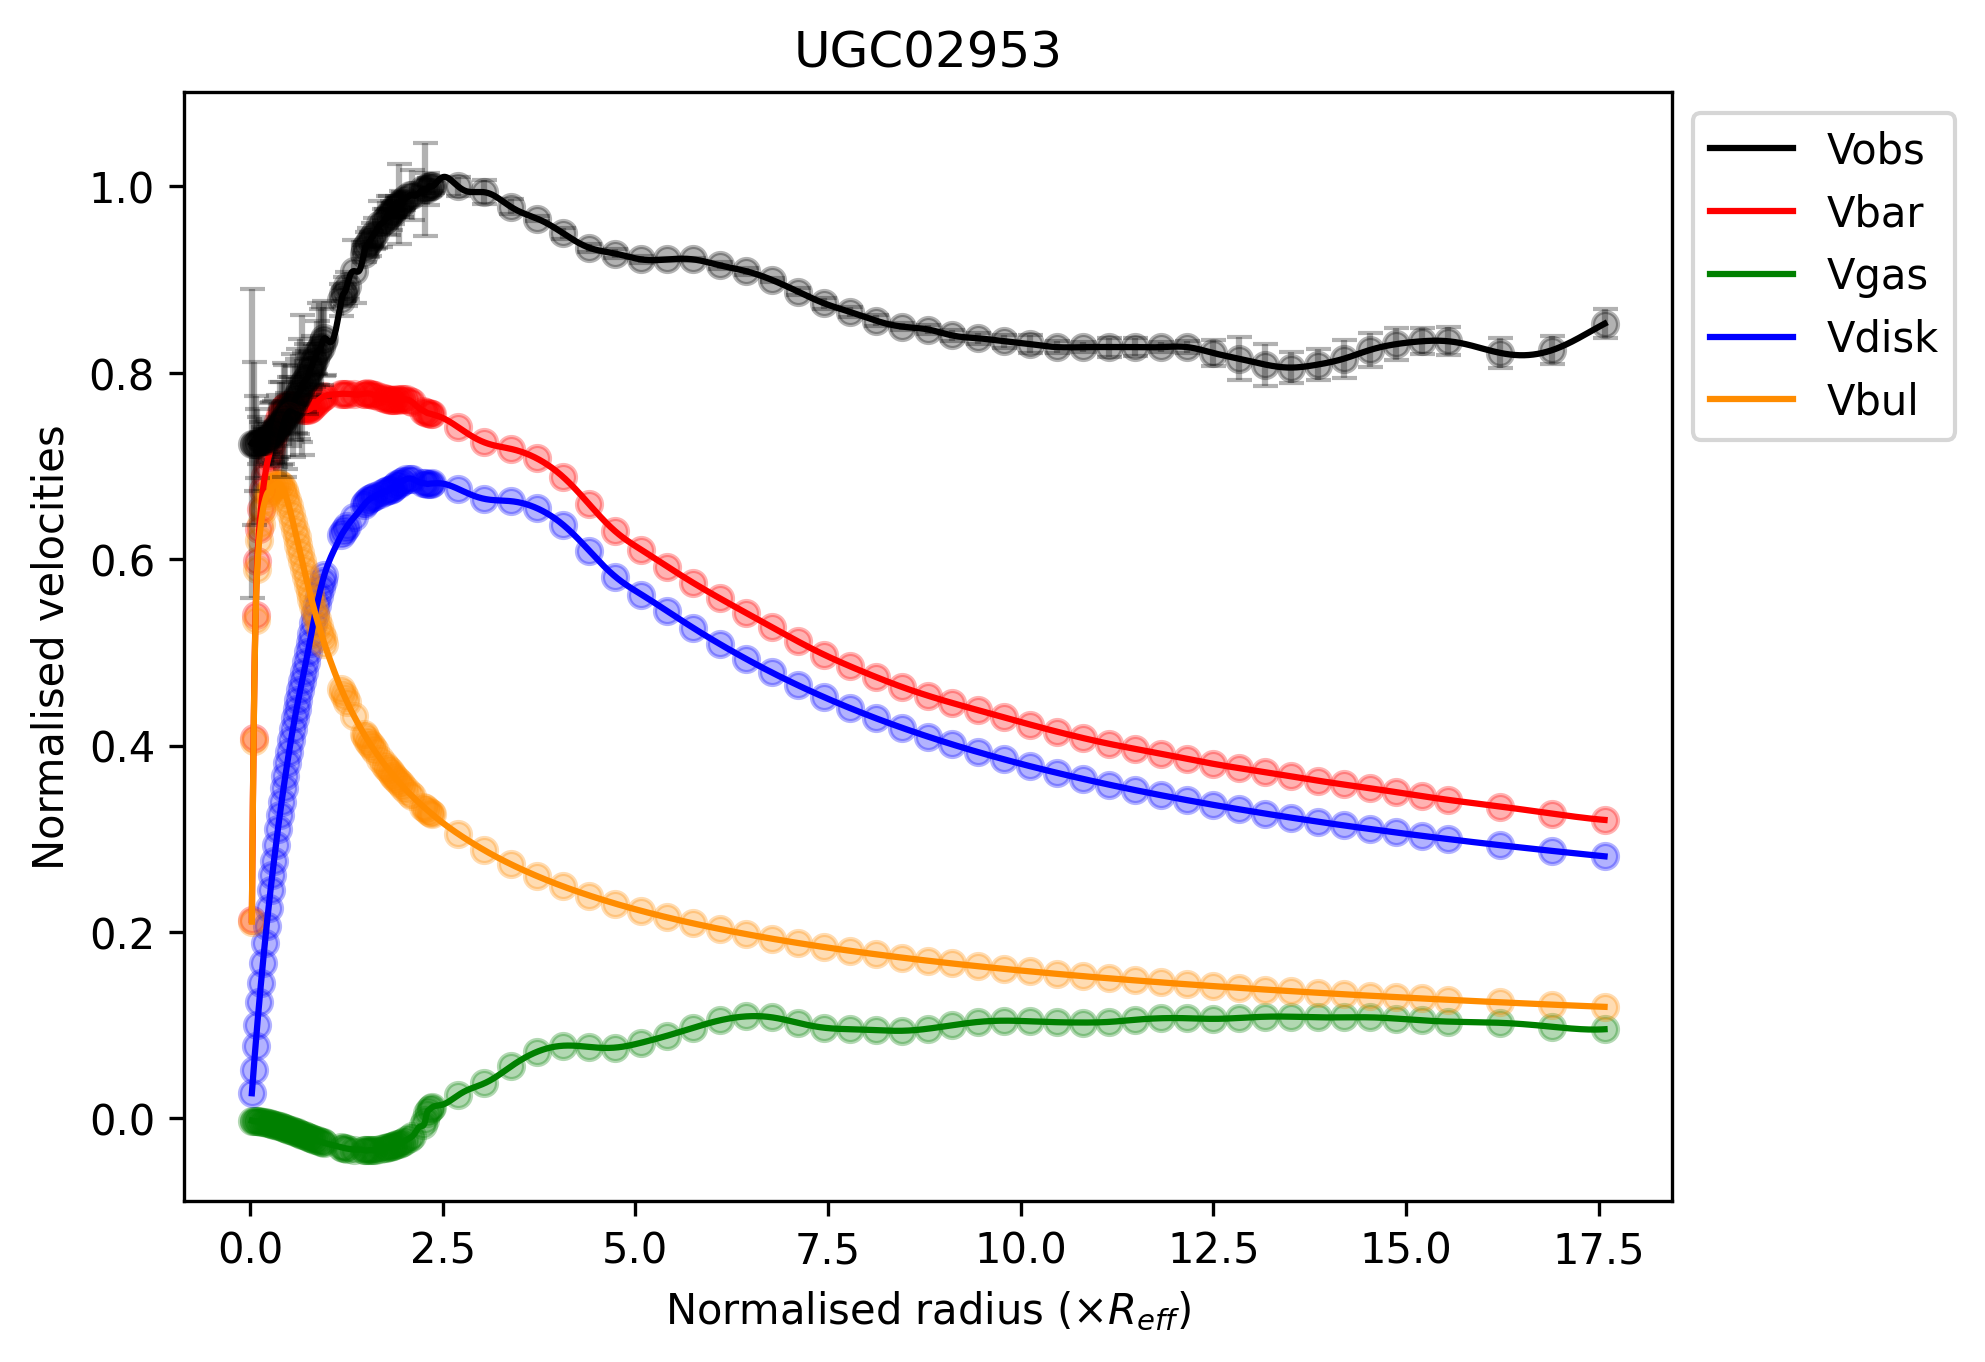 UGC02953
Normalised velocities
1.0
0.8
0.6
0.4
0.2
0.0
0.0 2.5 5.0 7.5 10.0 12.5 15.0 17.5
Normalised radius (×R_eff)
Vobs
Vbar
Vgas
Vdisk
Vbul